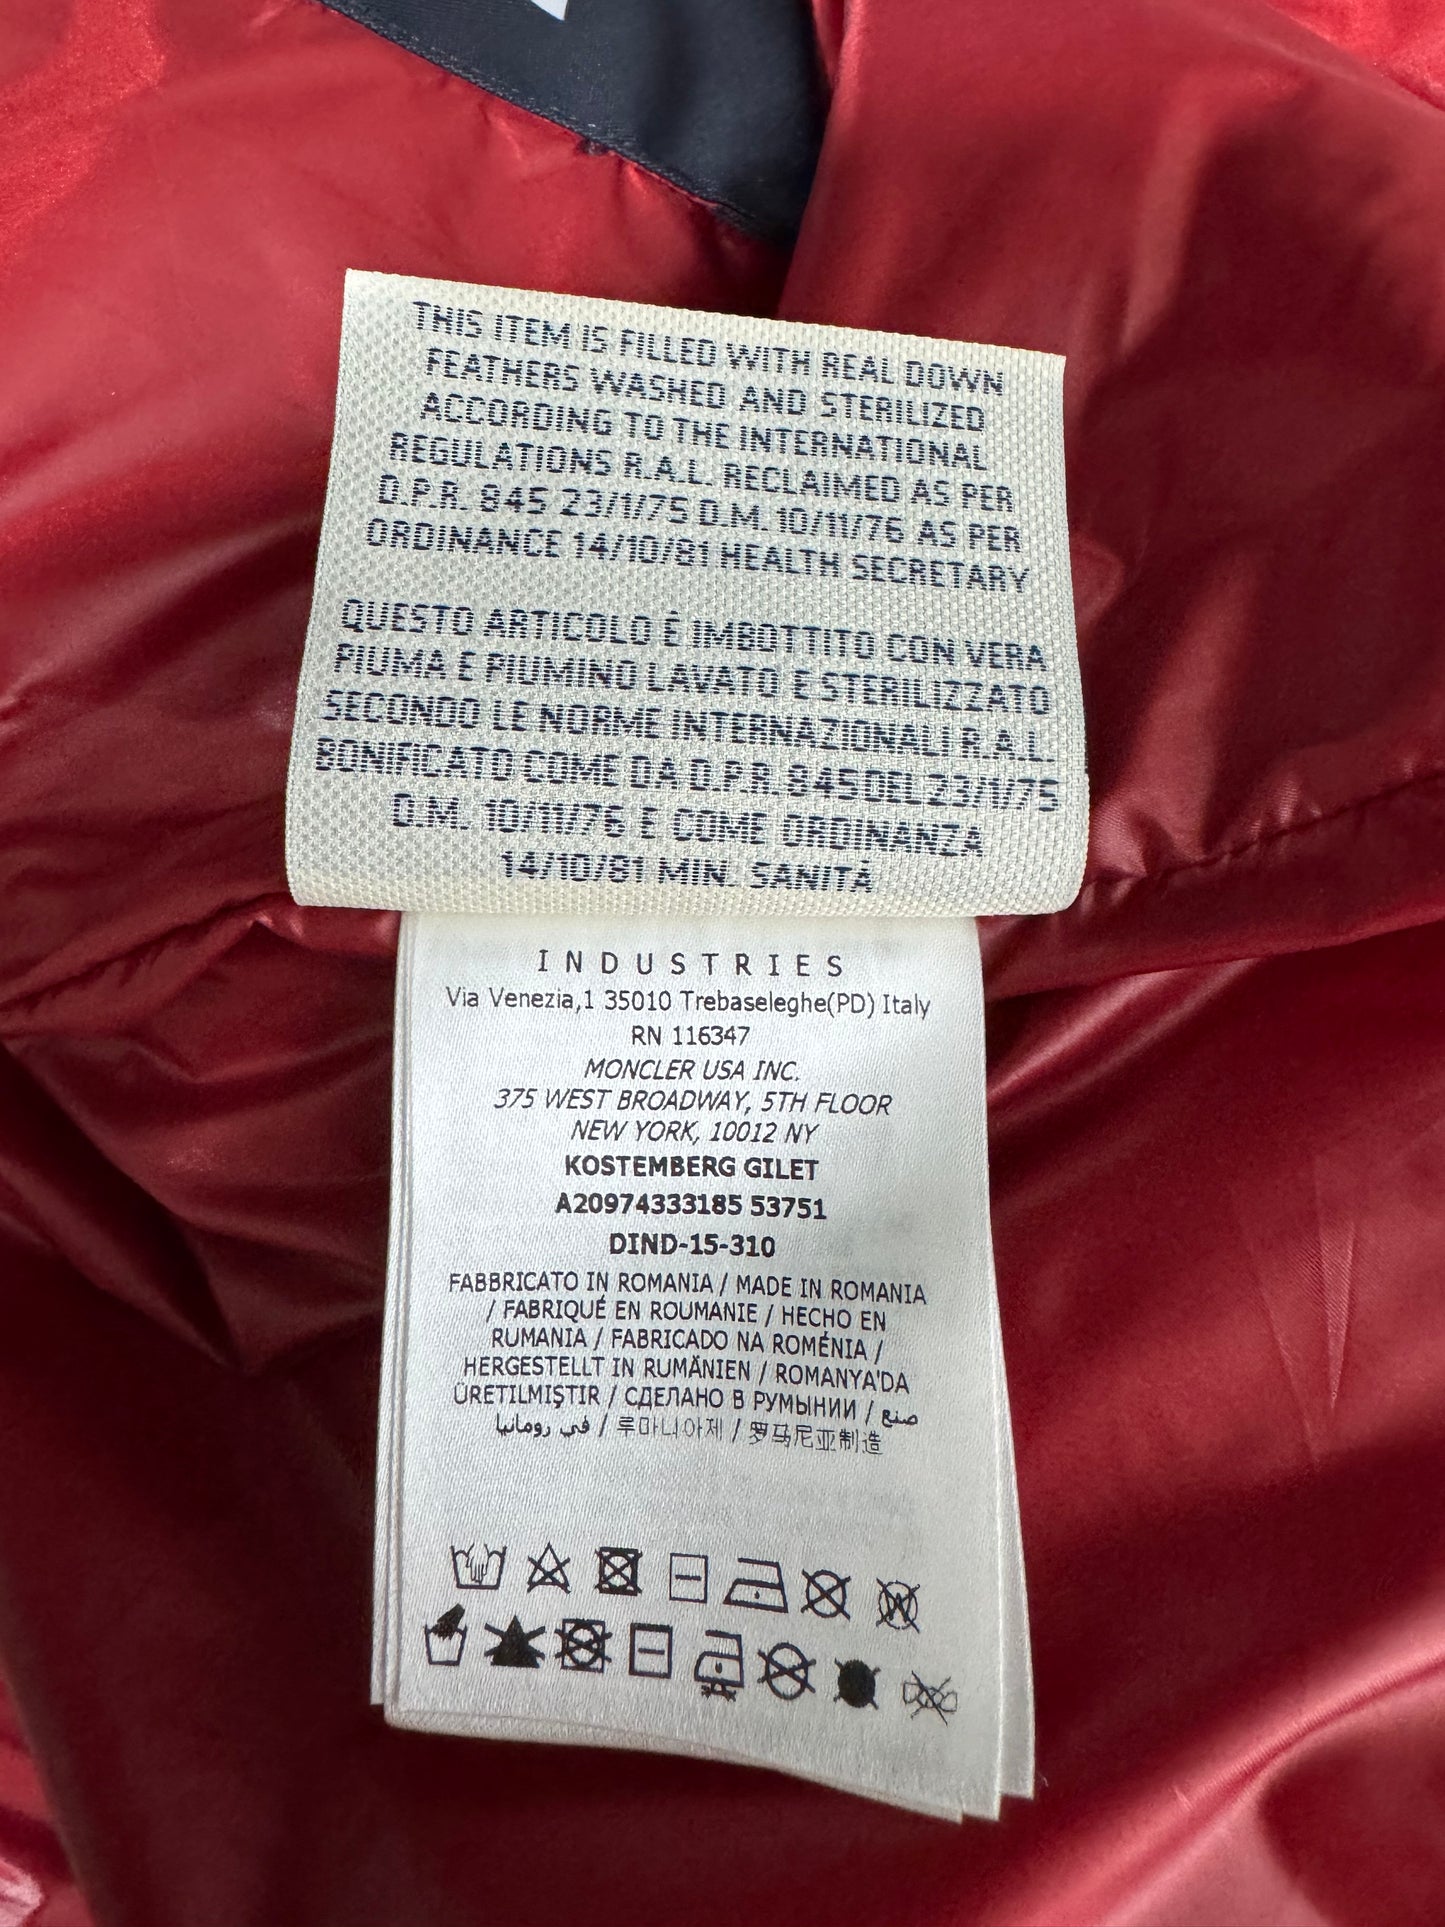 THIS ITEM IS FILLED WITH REAL DOWN
FEATHERS WASHED AND STERILIZED
ACCORDING TO THE INTERNATIONAL
REGULATIONS R.A.L. RECLAIMED AS PER
D.P.R. 845 23/1/75 D.M. 10/11/76 AS PER
ORDINANCE 14/10/81 HEALTH SECRETARY
QUESTO ARTICOLO È IMBOTTITO CON VERA
PIUMA E PIUMINO LAVATO E STERILIZZATO
SECONDO LE NORME INTERNAZIONALI R.A.L.
BONIFICATO COME DA D.P.R. 845 DEL 23/1/75
D.M. 10/11/76 E COME ORDINANZA
14/10/81 MIN. SANITÁ
INDUSTRIES
Via Venezia,1 35010 Trebaseleghe(PD) Italy
RN 116347
MONCLER USA INC.
375 WEST BROADWAY, 5TH FLOOR
NEW YORK, 10012 NY
KOSTEMBERG GILET
A20974333185 53751
DIND-15-310
FABBRICATO IN ROMANIA / MADE IN ROMANIA
/ FABRIQUÉ EN ROUMANIE / HECHO EN
RUMANIA / FABRICADO NA ROMÉNIA /
HERGESTELLT IN RUMÄNIEN / ROMANYA'DA
ÜRETILMIŞTIR / СДЕЛАНО В РУМЫНИИ / صنع
في رومانيا / 루마니아제 / 罗马尼亚制造